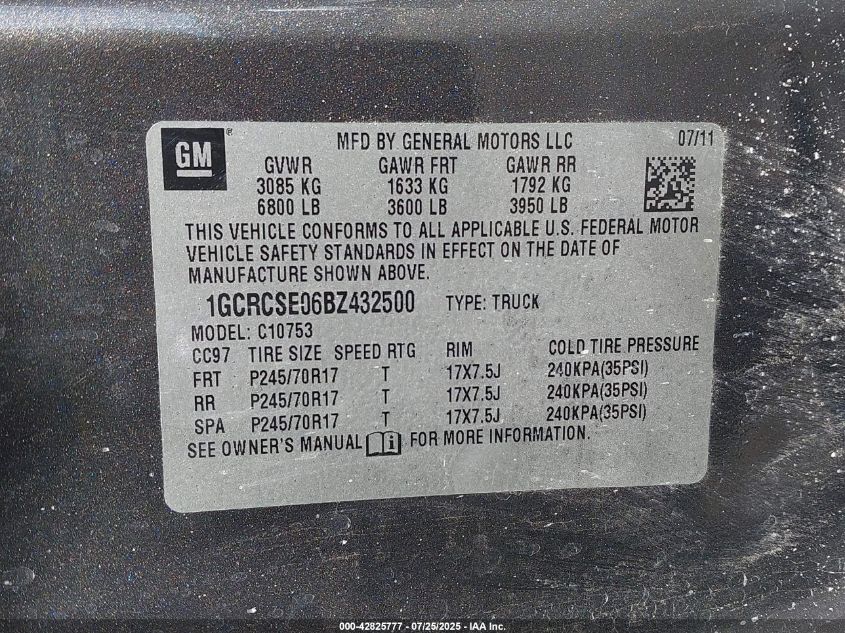 GM®
MFD BY GENERAL MOTORS LLC 07/11
GVWR GAWR FRT GAWR RR
3085 KG 1633 KG 1792 KG
6800 LB 3600 LB 3950 LB
THIS VEHICLE CONFORMS TO ALL APPLICABLE U.S. FEDERAL MOTOR
VEHICLE SAFETY STANDARDS IN EFFECT ON THE DATE OF
MANUFACTURE SHOWN ABOVE.
1GCRCSE06BZ432500 TYPE: TRUCK
MODEL: C10753
CC97 TIRE SIZE SPEED RTG RIM COLD TIRE PRESSURE
FRT P245/70R17 T 17X7.5J 240KPA(35PSI)
RR P245/70R17 T 17X7.5J 240KPA(35PSI)
SPA P245/70R17 T 17X7.5J 240KPA(35PSI)
SEE OWNER'S MANUAL i FOR MORE INFORMATION.
000-42825777 - 07/25/2025 - IAA Inc.